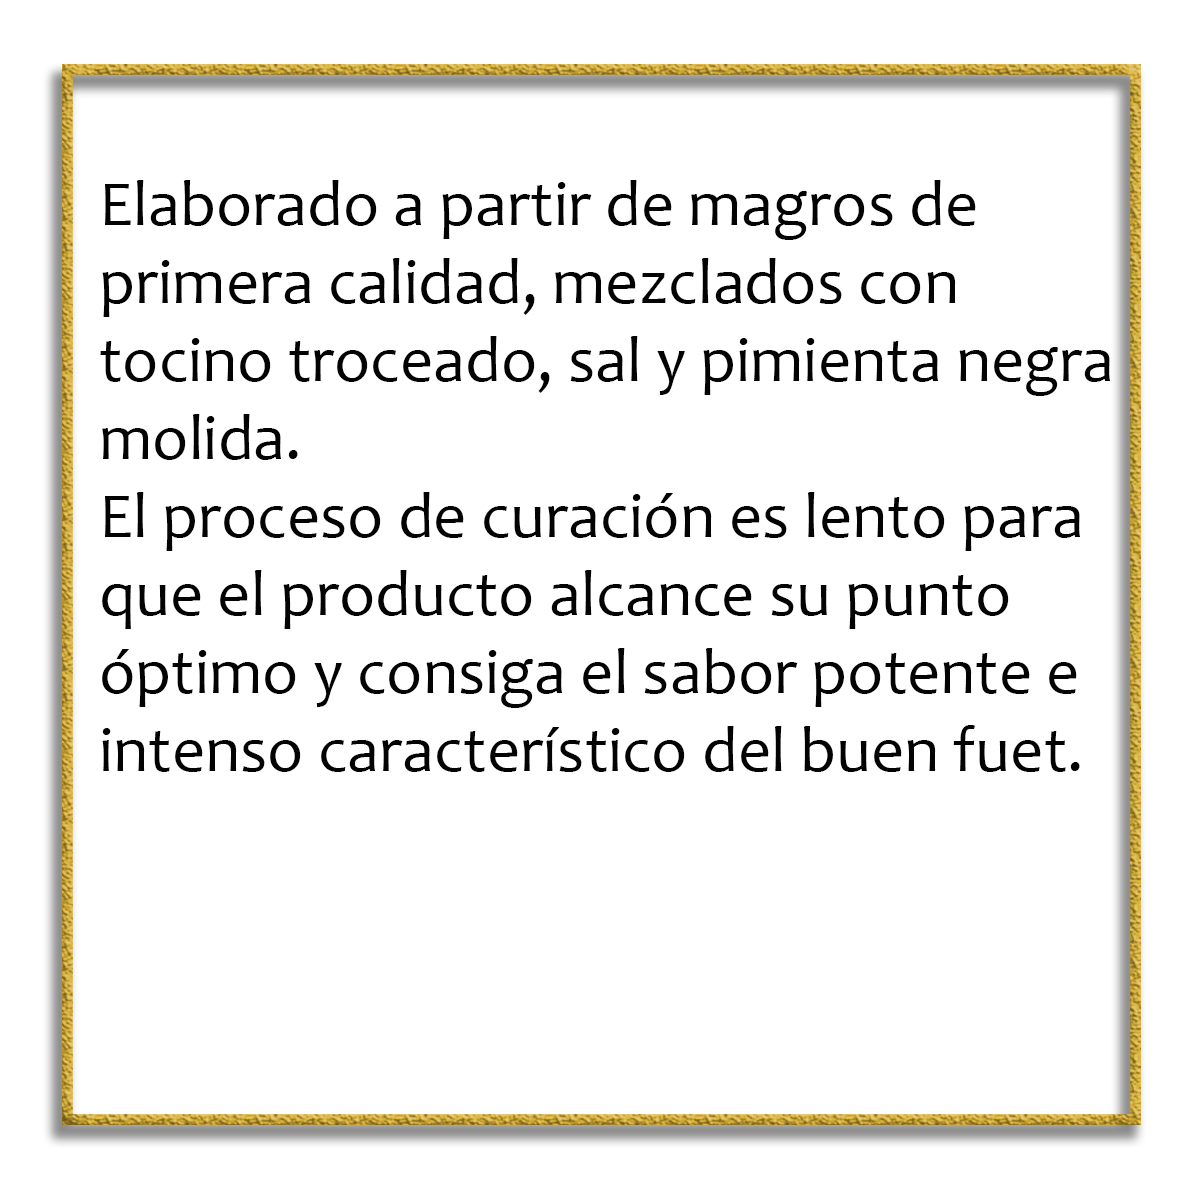 Elaborado a partir de magros de
primera calidad, mezclados con
tocino troceado, sal y pimienta negra
molida.
El proceso de curación es lento para
que el producto alcance su punto
óptimo y consiga el sabor potente e
intenso característico del buen fuet.